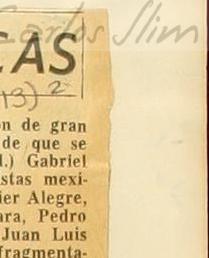 Carlos Slim
CAS
13) 2
n de gran
de que se
l.) Gabriel
stas mexi-
ier Alegre,
ara, Pedro
Juan Luis
fragmenta-